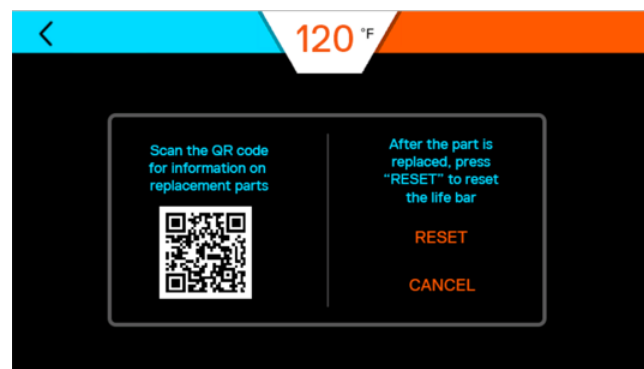 120 °F
Scan the QR code
for information on
replacement parts
After the part is
replaced, press
“RESET” to reset
the life bar
RESET
CANCEL